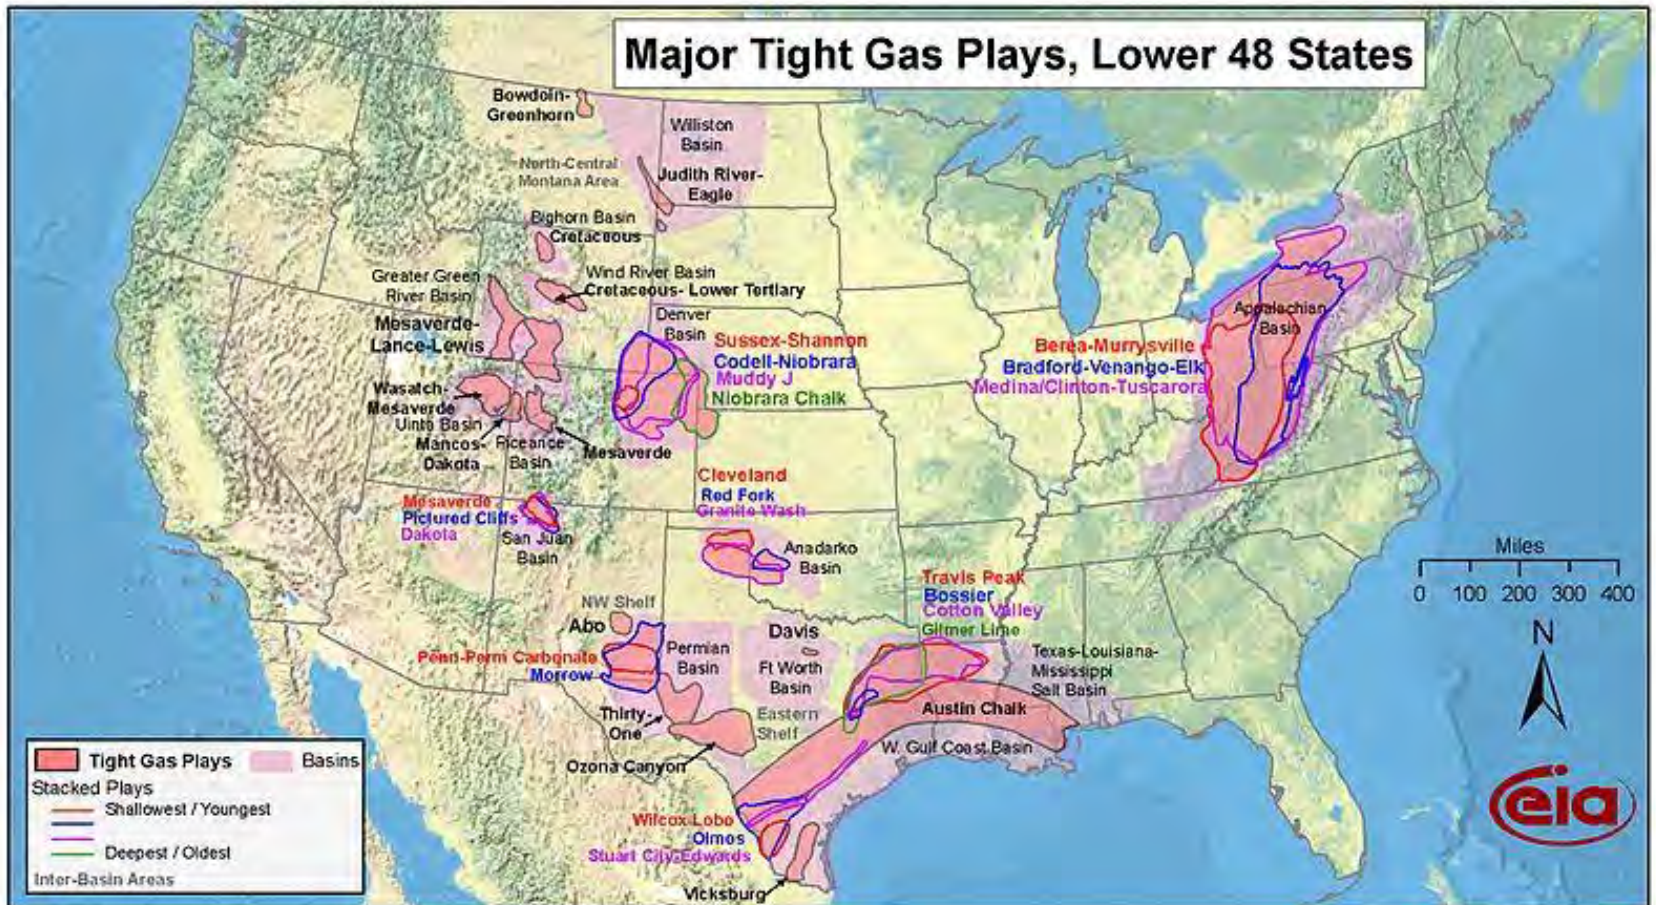 Major Tight Gas Plays, Lower 48 States
Bowdoin-
Greenhorn
Williston
Basin
North-Central
Montana Area
Judith River-
Eagle
Bighorn Basin
Cretaceous
Greater Green
River Basin
Wind River Basin
Cretaceous- Lower Tertiary
Mesaverde-
Lance-Lewis
Denver
Basin
Sussex-Shannon
Codell-Niobrara
Muddy J
Niobrara Chalk
Appalachian
Basin
Berea-Murrysville
Bradford-Venango-Elk
Medina/Clinton-Tuscarora
Wasatch-
Mesaverde
Uinta Basin
Mancos-
Dakota
Piceance
Basin
Mesaverde
Cleveland
Red Fork
Granite Wash
Mesaverde
Pictured Cliffs
Dakota
San Juan
Basin
Anadarko
Basin
Miles
0 100 200 300 400
N
Travis Peak
Bossier
Cotton Valley
Gilmer Lime
NW Shelf
Abo
Penn-Perm Carbonate
Morrow
Permian
Basin
Davis
Ft Worth
Basin
Texas-Louisiana-
Mississippi
Salt Basin
Austin Chalk
Thirty-
One
Eastern
Shelf
W. Gulf Coast Basin
Ozona Canyon
Wilcox Lobo
Olmos
Stuart City-Edwards
Vicksburg
Tight Gas Plays
Basins
Stacked Plays
Shallowest / Youngest
Deepest / Oldest
Inter-Basin Areas
eia